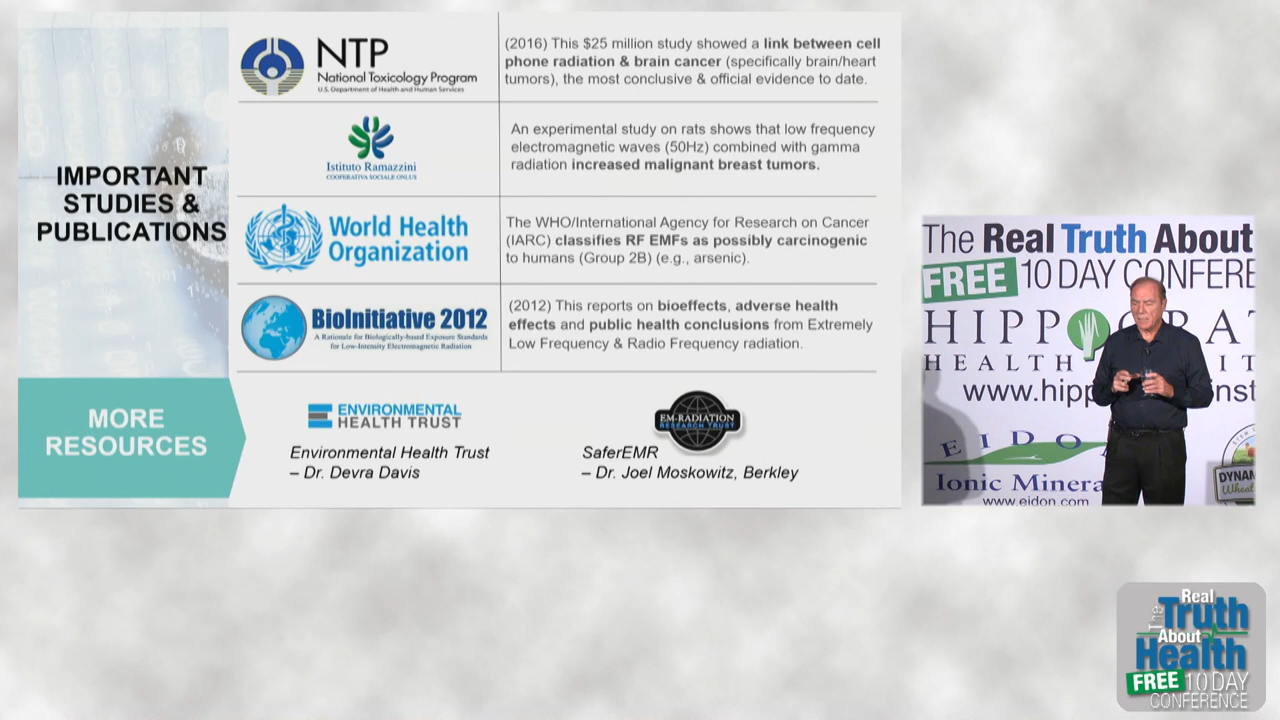 IMPORTANT
STUDIES &
PUBLICATIONS
NTP
National Toxicology Program
U.S. Department of Health and Human Services
(2016) This $25 million study showed a link between cell
phone radiation & brain cancer (specifically brain/heart
tumors), the most conclusive & official evidence to date.
Istituto Ramazzini
COOPERATIVA SOCIALE ONLUS
An experimental study on rats shows that low frequency
electromagnetic waves (50Hz) combined with gamma
radiation increased malignant breast tumors.
World Health
Organization
The WHO/International Agency for Research on Cancer
(IARC) classifies RF EMFs as possibly carcinogenic
to humans (Group 2B) (e.g., arsenic).
BioInitiative 2012
A Rationale for Biologically-based Exposure Standards
for Low-Intensity Electromagnetic Radiation
(2012) This reports on bioeffects, adverse health
effects and public health conclusions from Extremely
Low Frequency & Radio Frequency radiation.
MORE
RESOURCES
ENVIRONMENTAL
HEALTH TRUST
Environmental Health Trust
– Dr. Devra Davis
EM-RADIATION
RESEARCH TRUST
SaferEMR
– Dr. Joel Moskowitz, Berkley
The Real Truth About
FREE 10 DAY CONFERE
HIPP CRAT
HEALTH IT
www.hipp inst
EIDO
Ionic Minera
www.eidon.com
DYNAM
Wheat
The Real
Truth
About
Health
FREE 10 DAY
CONFERENCE